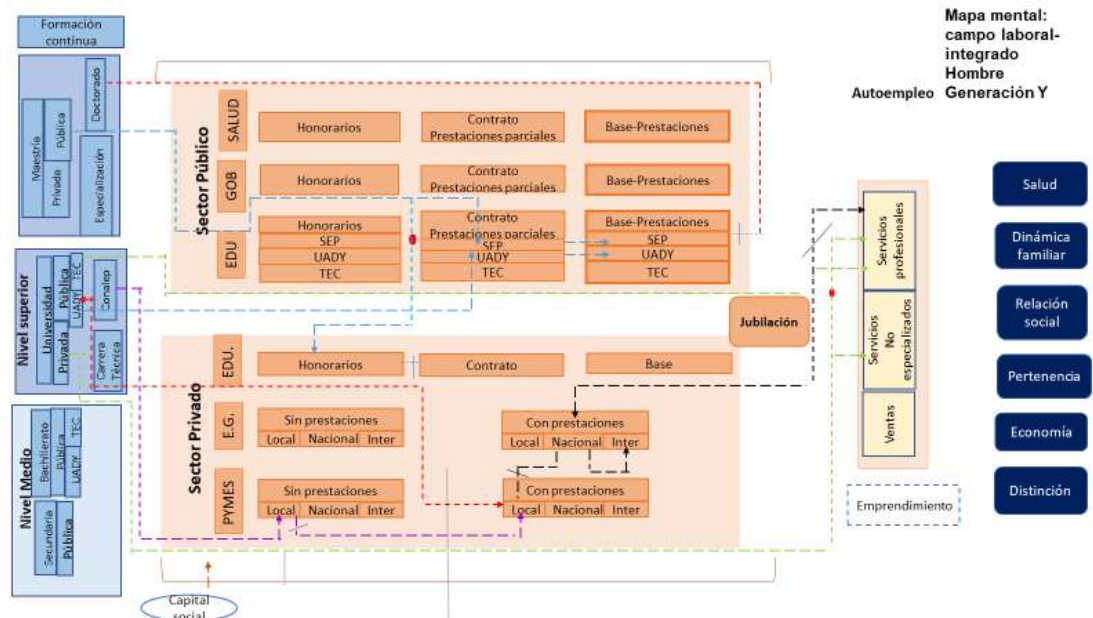 Mapa mental:
campo laboral-
integrado
Hombre
Generación Y
Autoempleo
Formación
continua
Doctorado
Maestría
Pública
Privada
Especialización
Nivel superior
Universidad
Pública
UADY
TEC
Privada
Conalep
Carrera
Técnica
Nivel Medio
Bachillerato
Pública
UADY
TEC
Secundaria
Pública
Sector Público
SALUD
Honorarios
Contrato
Prestaciones parciales
Base-Prestaciones
GOB
Honorarios
Contrato
Prestaciones parciales
Base-Prestaciones
EDU
Honorarios
SEP
UADY
TEC
Contrato
Prestaciones parciales
SEP
UADY
TEC
Base-Prestaciones
SEP
UADY
TEC
Jubilación
Sector Privado
EDU.
Honorarios
Contrato
Base
E.G.
Sin prestaciones
Local Nacional Inter
Con prestaciones
Local Nacional Inter
PYMES
Sin prestaciones
Local Nacional Inter
Con prestaciones
Local Nacional Inter
Capital
social
Servicios
profesionales
Servicios
No
especializados
Ventas
Emprendimiento
Salud
Dinámica
familiar
Relación
social
Pertenencia
Economía
Distinción